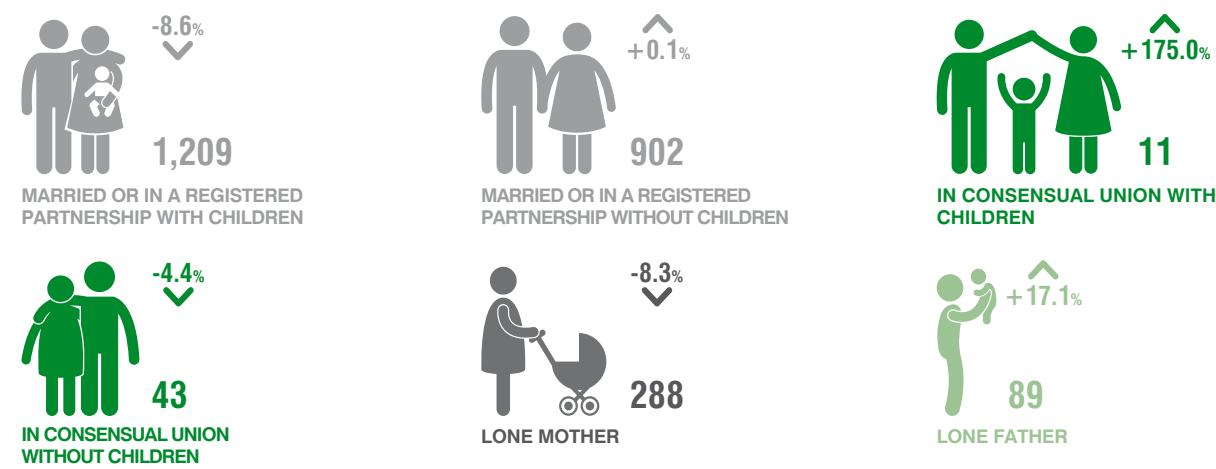 -8.6%
1,209
MARRIED OR IN A REGISTERED
PARTNERSHIP WITH CHILDREN
+0.1%
902
MARRIED OR IN A REGISTERED
PARTNERSHIP WITHOUT CHILDREN
+175.0%
11
IN CONSENSUAL UNION WITH
CHILDREN
-4.4%
43
IN CONSENSUAL UNION
WITHOUT CHILDREN
-8.3%
288
LONE MOTHER
+17.1%
89
LONE FATHER